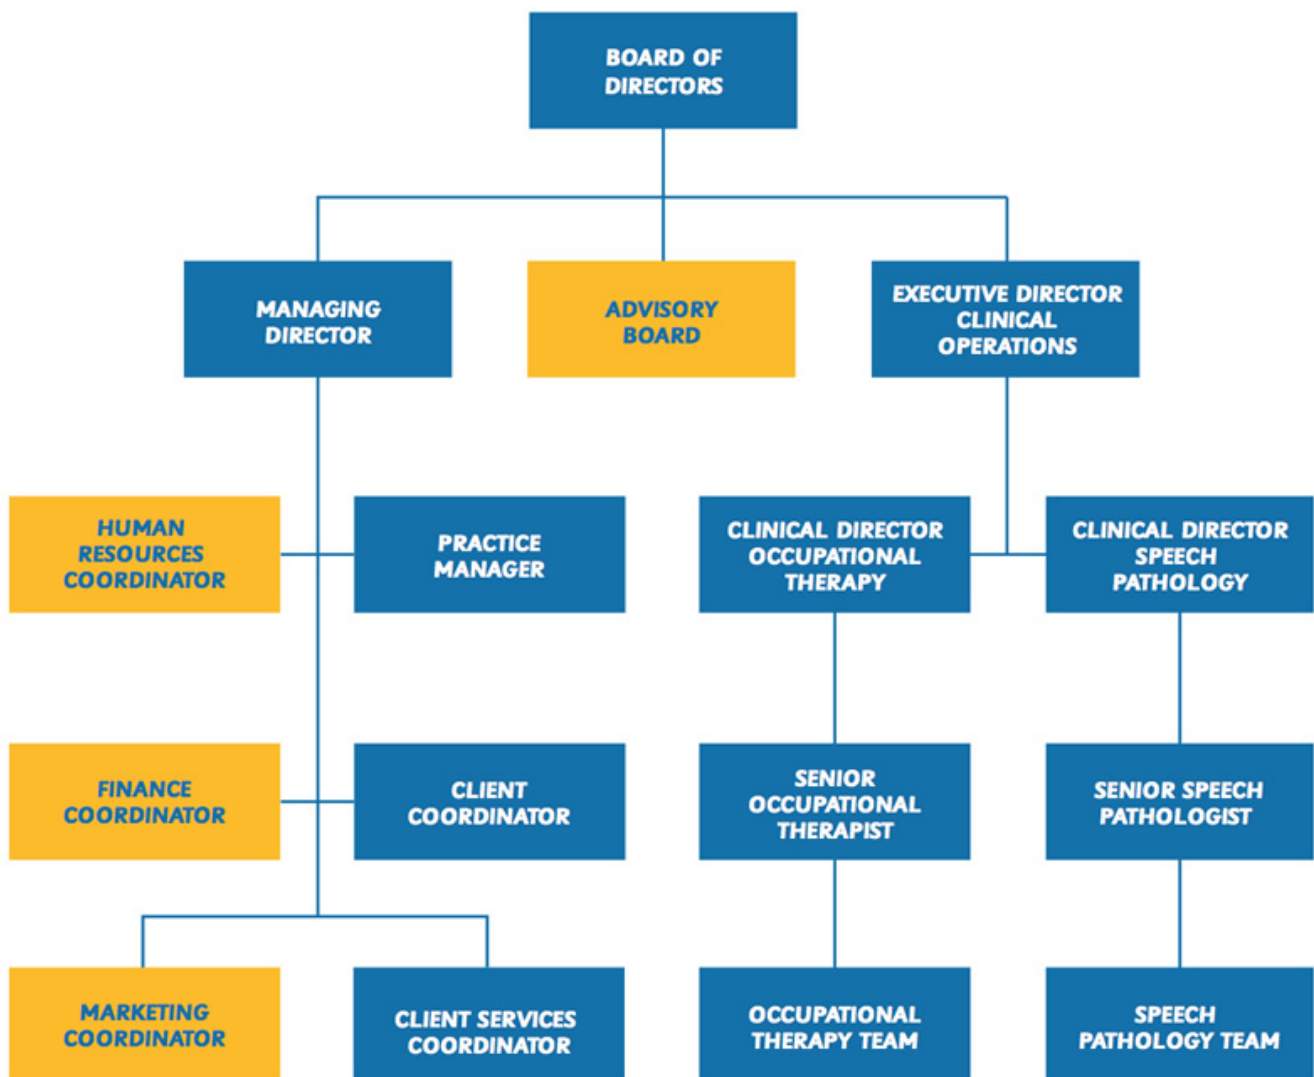 BOARD OF
DIRECTORS
MANAGING
DIRECTOR
ADVISORY
BOARD
EXECUTIVE DIRECTOR
CLINICAL
OPERATIONS
HUMAN
RESOURCES
COORDINATOR
PRACTICE
MANAGER
CLINICAL DIRECTOR
OCCUPATIONAL
THERAPY
CLINICAL DIRECTOR
SPEECH
PATHOLOGY
FINANCE
COORDINATOR
CLIENT
COORDINATOR
SENIOR
OCCUPATIONAL
THERAPIST
SENIOR SPEECH
PATHOLOGIST
MARKETING
COORDINATOR
CLIENT SERVICES
COORDINATOR
OCCUPATIONAL
THERAPY TEAM
SPEECH
PATHOLOGY TEAM